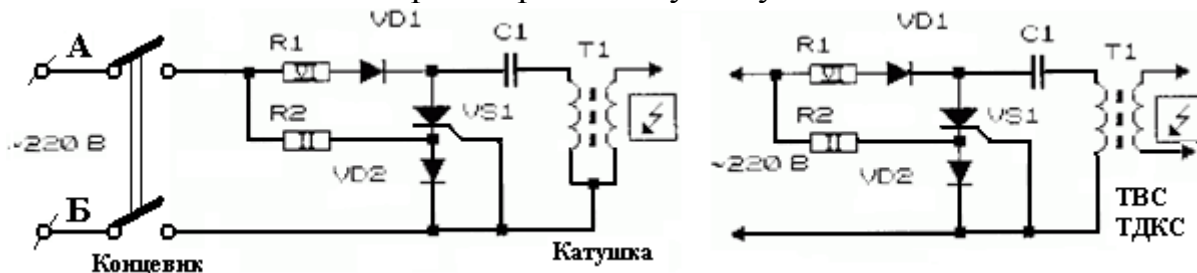 VD1
R1
C1
T1
А
R2
VS1
~220 В
VD2
Б
Концевик
Катушка
VD1
R1
C1
T1
R2
VS1
~220 В
VD2
ТВС
ТДКС